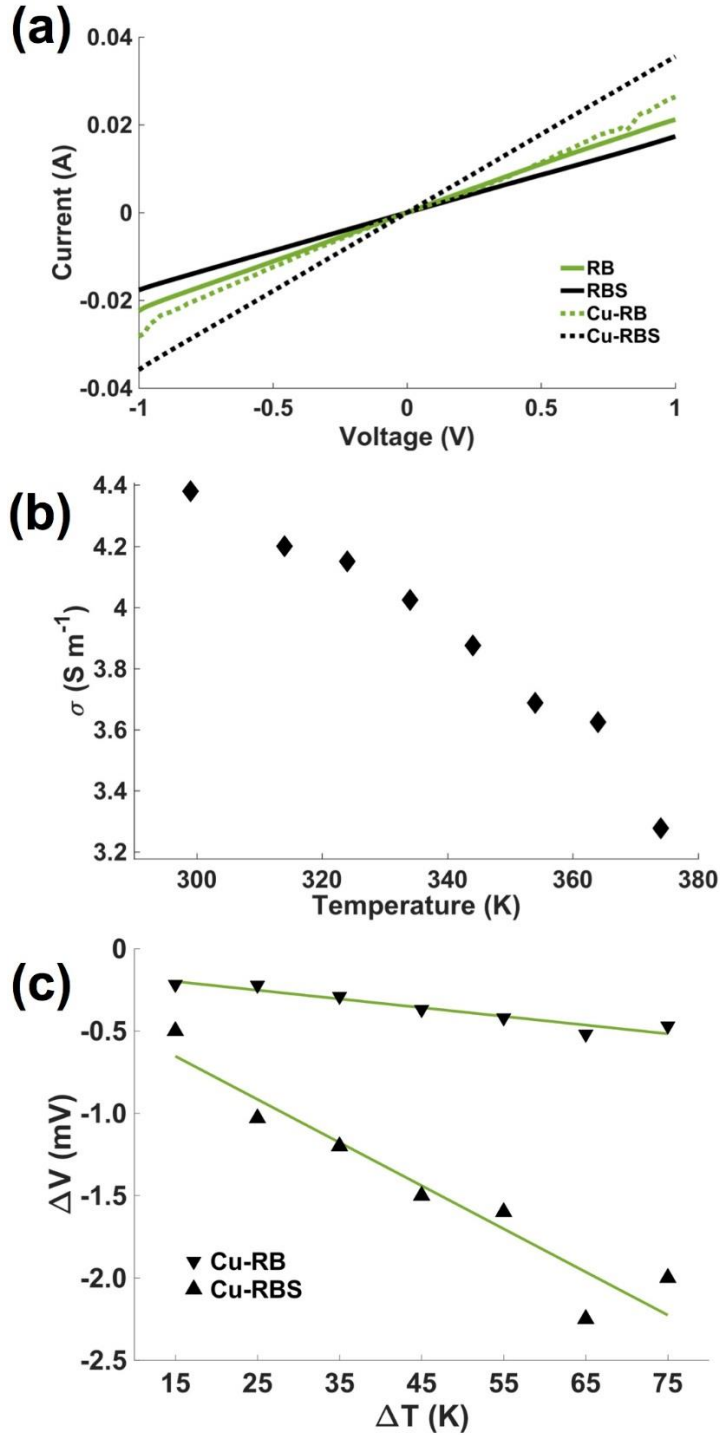 (a)
0.04
0.02
0
-0.02
-0.04
Current (A)
RB
RBS
Cu-RB
Cu-RBS
-1 -0.5 0 0.5 1
Voltage (V)
(b)
4.4
4.2
4
3.8
3.6
3.4
3.2
σ (S m⁻¹)
300 320 340 360 380
Temperature (K)
(c)
0
-0.5
-1.0
-1.5
-2.0
-2.5
ΔV (mV)
Cu-RB
Cu-RBS
15 25 35 45 55 65 75
ΔT (K)